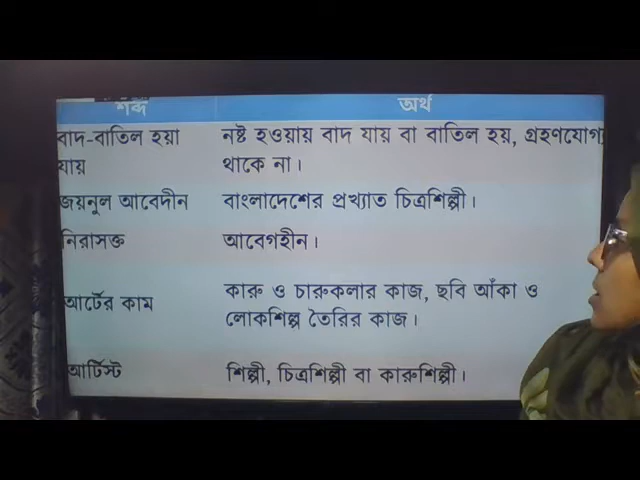 শব্দ অর্থ
বাদ-বাতিল হয়া নষ্ট হওয়ায় বাদ যায় বা বাতিল হয়, গ্রহণযোগ্য
যায় থাকে না।
জয়নুল আবেদীন বাংলাদেশের প্রখ্যাত চিত্রশিল্পী।
নিরাসক্ত আবেগহীন।
আর্টের কাম কারু ও চারুকলার কাজ, ছবি আঁকা ও
লোকশিল্প তৈরির কাজ।
আর্টিস্ট শিল্পী, চিত্রশিল্পী বা কারুশিল্পী।